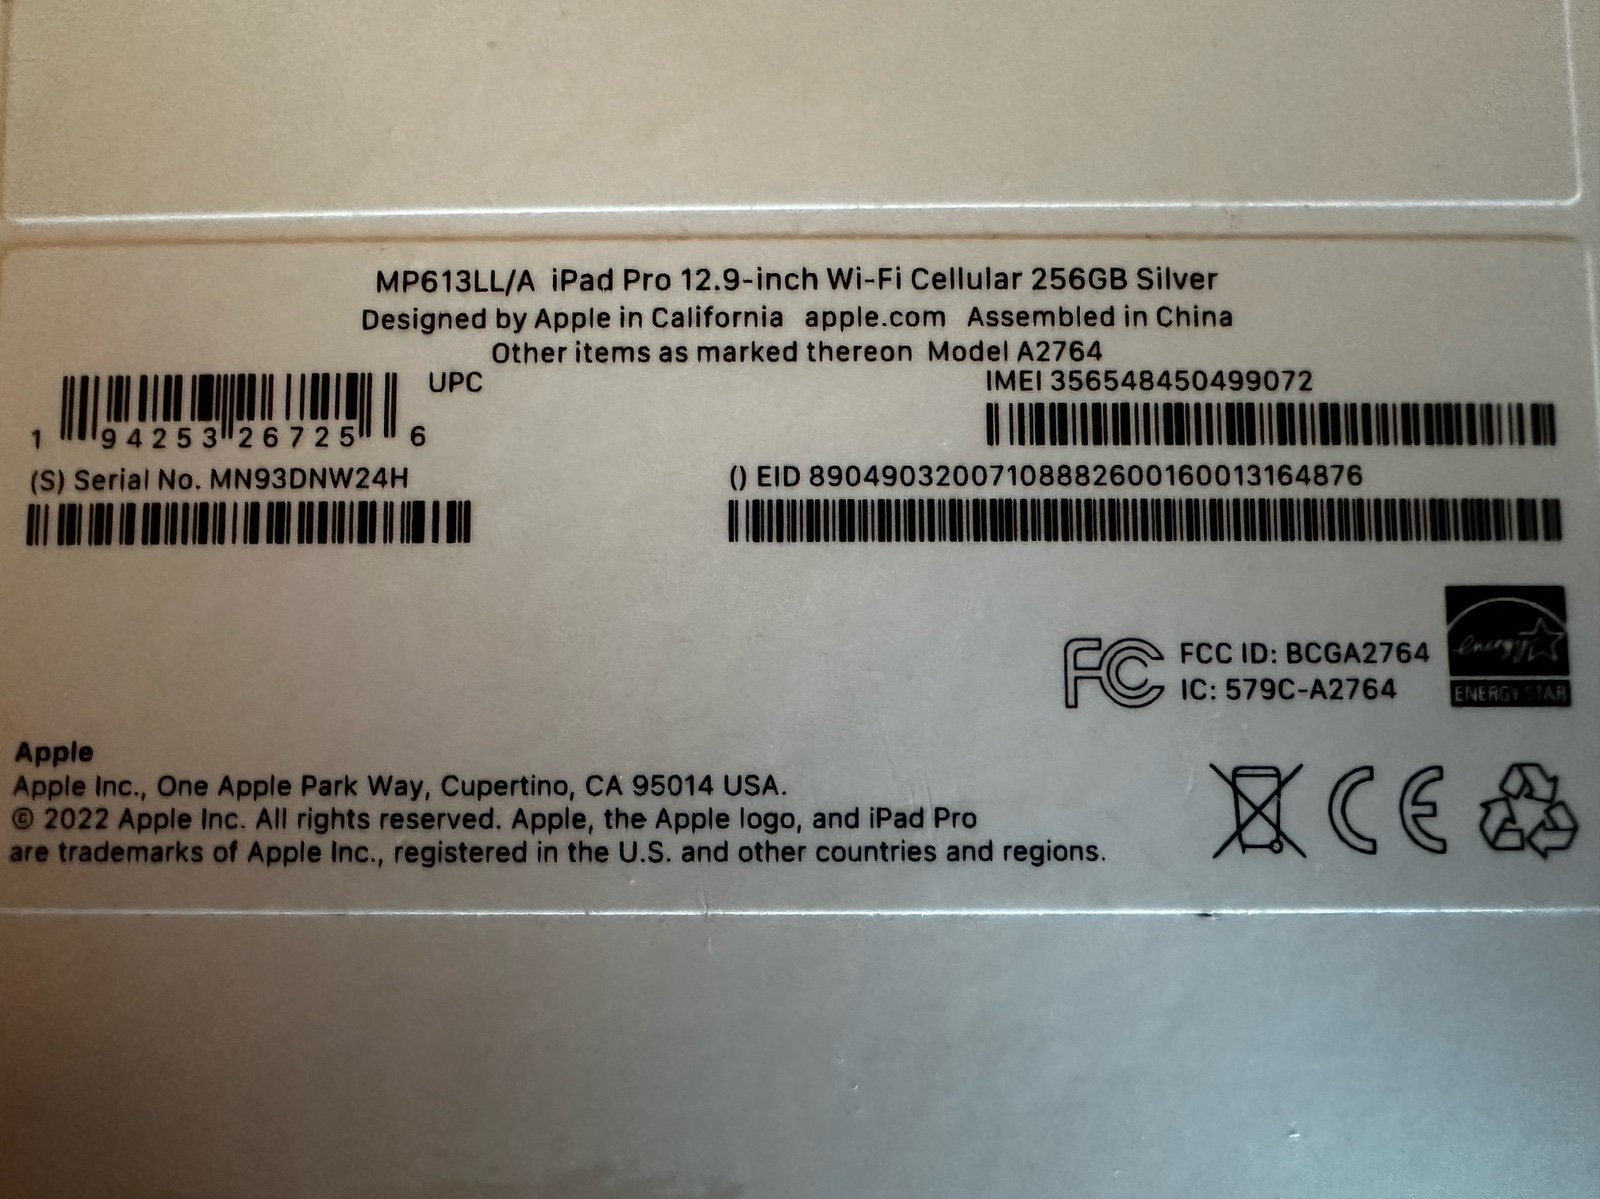 MP613LL/A iPad Pro 12.9-inch Wi-Fi Cellular 256GB Silver
Designed by Apple in California apple.com Assembled in China
Other items as marked thereon Model A2764
UPC
1 94253 26725 6
IMEI 356548450499072
(S) Serial No. MN93DNW24H
() EID 89049032007108882600160013164876
FC FCC ID: BCGA2764
IC: 579C-A2764
energy
ENERGY STAR
Apple
Apple Inc., One Apple Park Way, Cupertino, CA 95014 USA.
© 2022 Apple Inc. All rights reserved. Apple, the Apple logo, and iPad Pro
are trademarks of Apple Inc., registered in the U.S. and other countries and regions.
CE